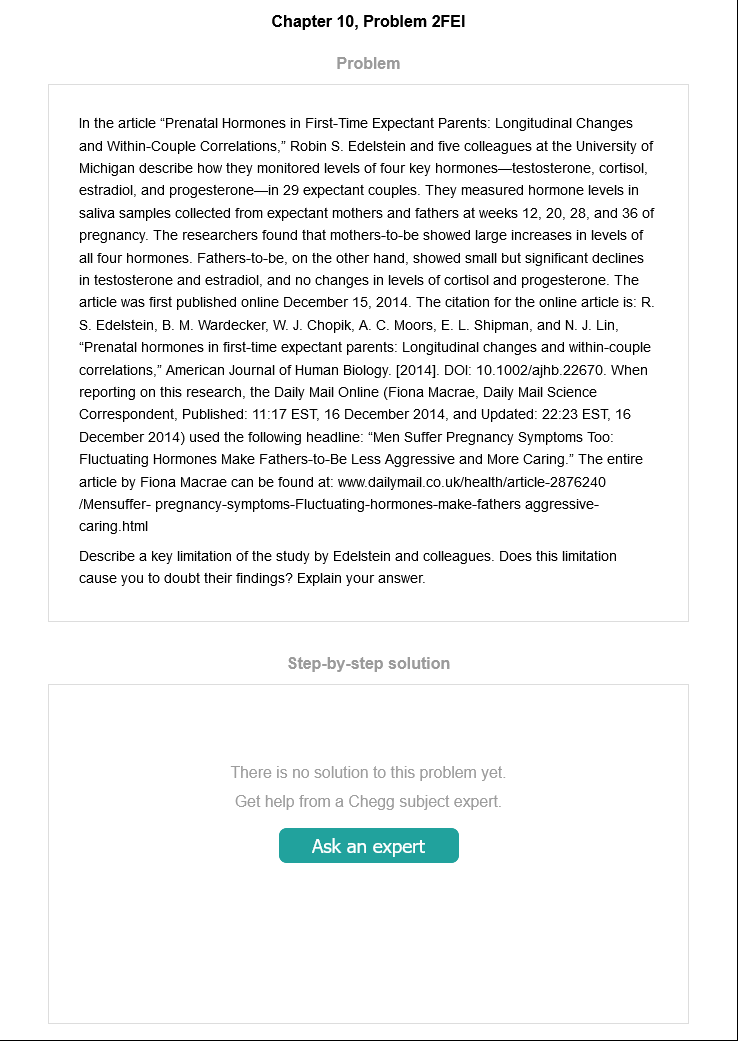 Chapter 10, Problem 2FEI
Problem
In the article “Prenatal Hormones in First-Time Expectant Parents: Longitudinal Changes
and Within-Couple Correlations,” Robin S. Edelstein and five colleagues at the University of
Michigan describe how they monitored levels of four key hormones—testosterone, cortisol,
estradiol, and progesterone—in 29 expectant couples. They measured hormone levels in
saliva samples collected from expectant mothers and fathers at weeks 12, 20, 28, and 36 of
pregnancy. The researchers found that mothers-to-be showed large increases in levels of
all four hormones. Fathers-to-be, on the other hand, showed small but significant declines
in testosterone and estradiol, and no changes in levels of cortisol and progesterone. The
article was first published online December 15, 2014. The citation for the online article is: R.
S. Edelstein, B. M. Wardecker, W. J. Chopik, A. C. Moors, E. L. Shipman, and N. J. Lin,
“Prenatal hormones in first-time expectant parents: Longitudinal changes and within-couple
correlations,” American Journal of Human Biology. [2014]. DOI: 10.1002/ajhb.22670. When
reporting on this research, the Daily Mail Online (Fiona Macrae, Daily Mail Science
Correspondent, Published: 11:17 EST, 16 December 2014, and Updated: 22:23 EST, 16
December 2014) used the following headline: “Men Suffer Pregnancy Symptoms Too:
Fluctuating Hormones Make Fathers-to-Be Less Aggressive and More Caring.” The entire
article by Fiona Macrae can be found at: www.dailymail.co.uk/health/article-2876240
/Mensuffer- pregnancy-symptoms-Fluctuating-hormones-make-fathers aggressive-
caring.html
Describe a key limitation of the study by Edelstein and colleagues. Does this limitation
cause you to doubt their findings? Explain your answer.
Step-by-step solution
There is no solution to this problem yet.
Get help from a Chegg subject expert.
Ask an expert